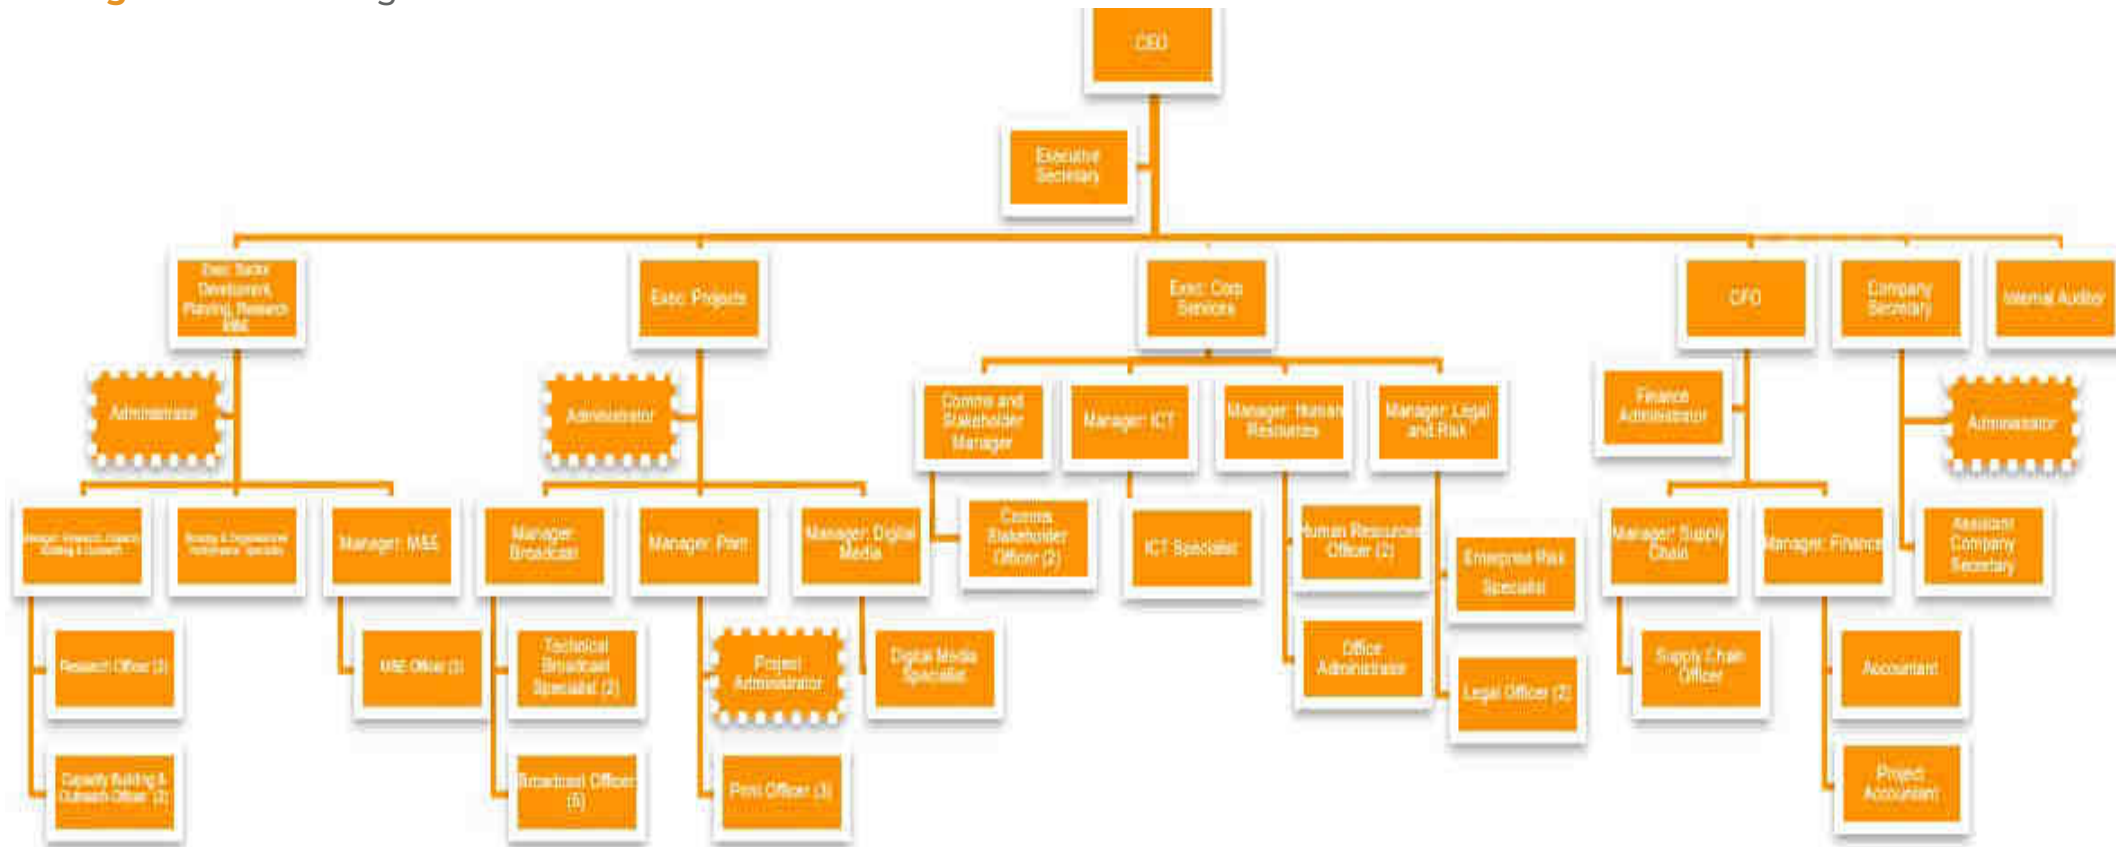 CEO
Executive
Secretary
Exec: Sector
Development,
Planning, Research
M&E
Exec: Projects
Exec: Corp
Services
CFO
Company
Secretary
Internal Auditor
Administrator
Administrator
Comms and
Stakeholder
Manager
Manager: ICT
Manager: Human
Resources
Manager: Legal
and Risk
Finance
Administrator
Administrator
Manager: M&E
Manager:
Broadcast
Manager: Print
Manager: Digital
Media
Comms
Stakeholder
Officer (2)
ICT Specialist
Human Resources
Officer (2)
Enterprise Risk
Specialist
Manager: Supply
Chain
Manager: Finance
Assistant
Company
Secretary
Research Officer
M&E Officer
Technical
Broadcast
Specialist (2)
Project
Administrator
Digital Media
Specialist
Office
Administrator
Legal Officer (2)
Supply Chain
Officer
Accountant
Capacity Building &
Outreach Officer
Broadcast Officer
Print Officer (3)
Project
Accountant